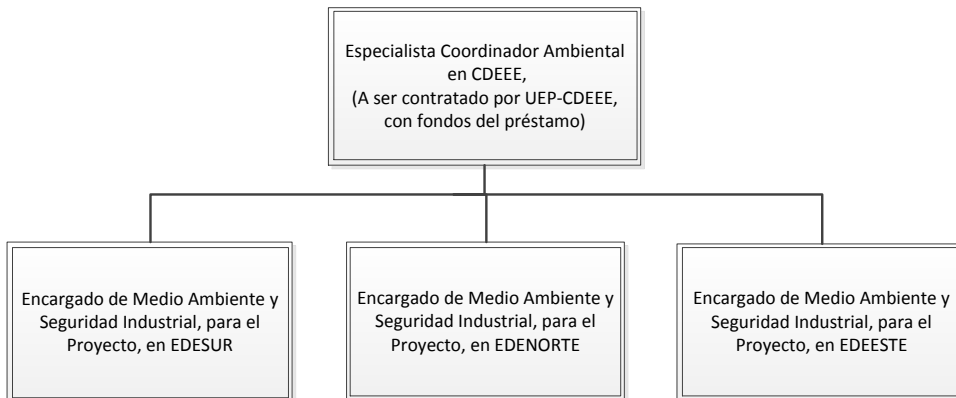 Especialista Coordinador Ambiental
en CDEEE,
(A ser contratado por UEP-CDEEE,
con fondos del préstamo)
Encargado de Medio Ambiente y
Seguridad Industrial, para el
Proyecto, en EDESUR
Encargado de Medio Ambiente y
Seguridad Industrial, para el
Proyecto, en EDENORTE
Encargado de Medio Ambiente y
Seguridad Industrial, para el
Proyecto, en EDEESTE